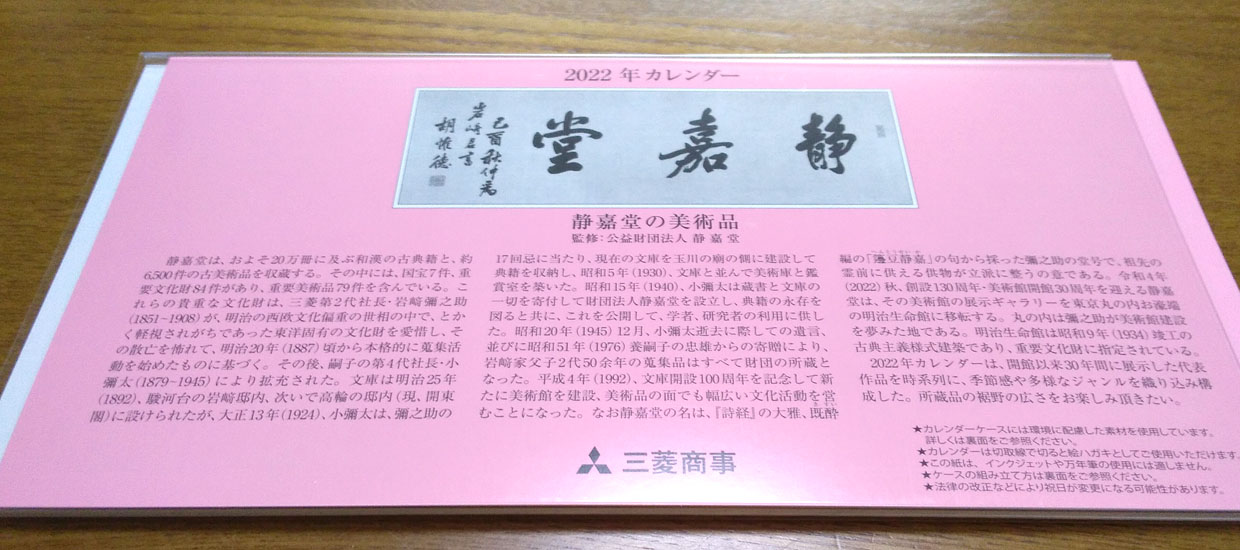 2022 年 カレンダー
静嘉堂
己酉秋仲為
岩崎君書
胡惟德
静嘉堂の美術品
監修：公益財団法人 静 嘉 堂
静嘉堂は、およそ20万冊に及ぶ和漢の古典籍と、約
6,500件の古美術品を収蔵する。その中には、国宝7件、重
要文化財84件があり、重要美術品79件を含んでいる。こ
れらの貴重な文化財は、三菱第2代社長・岩﨑彌之助
(1851~1908)が、明治の西欧文化偏重の世相の中で、とか
く軽視されがちであった東洋固有の文化財を愛惜し、そ
の散亡を怖れて、明治20年(1887)頃から本格的に蒐集活
動を始めたものに基づく。その後、嗣子の第4代社長・小
彌太(1879~1945)により拡充された。 文庫は明治25年
(1892)、駿河台の岩﨑邸内、次いで高輪の邸内(現、開東
閣)に設けられたが、大正13年(1924)、小彌太は、彌之助の
17回忌に当たり、現在の文庫を玉川の廟の側に建設して
典籍を収納し、昭和5年(1930)、文庫と並んで美術庫と鑑
賞室を築いた。昭和15年(1940)、小彌太は蔵書と文庫の
一切を寄付して財団法人静嘉堂を設立し、典籍の永存を
図ると共に、これを公開して、学者、研究者の利用に供し
た。昭和20年(1945)12月、小彌太逝去に際しての遺言、
並びに昭和51年(1976)養嗣子の忠雄からの寄贈により、
岩﨑家父子2代50余年の蒐集品はすべて財団の所蔵と
なった。平成4年(1992)、文庫開設100周年を記念して新
たに美術館を建設、美術品の面でも幅広い文化活動を営
むことになった。なお静嘉堂の名は、『詩経』の大雅、既酔
編の「籩豆静嘉」の句から採った彌之助の堂号で、祖先の
霊前に供える供物が立派に整うの意である。令和4年
(2022)秋、創設130周年・美術館開館30周年を迎える静嘉
堂は、その美術館の展示ギャラリーを東京丸の内お濠端
の明治生命館に移転する。丸の内は彌之助が美術館建設
を夢みた地である。明治生命館は昭和9年(1934)竣工の
古典主義様式建築であり、重要文化財に指定されている。
2022年カレンダーは、開館以来30年間に展示した代表
作品を時系列に、季節感や多様なジャンルを織り込み構
成した。所蔵品の裾野の広さをお楽しみ頂きたい。
三菱商事
★カレンダーケースには環境に配慮した素材を使用しています。
詳しくは裏面をご参照ください。
★カレンダーは切取線で切ると絵ハガキとしてご使用いただけます。
★この紙は、インクジェットや万年筆の使用には適しません。
★ケースの組み立て方は裏面をご参照ください。
★法律の改正などにより祝日が変更になる可能性があります。